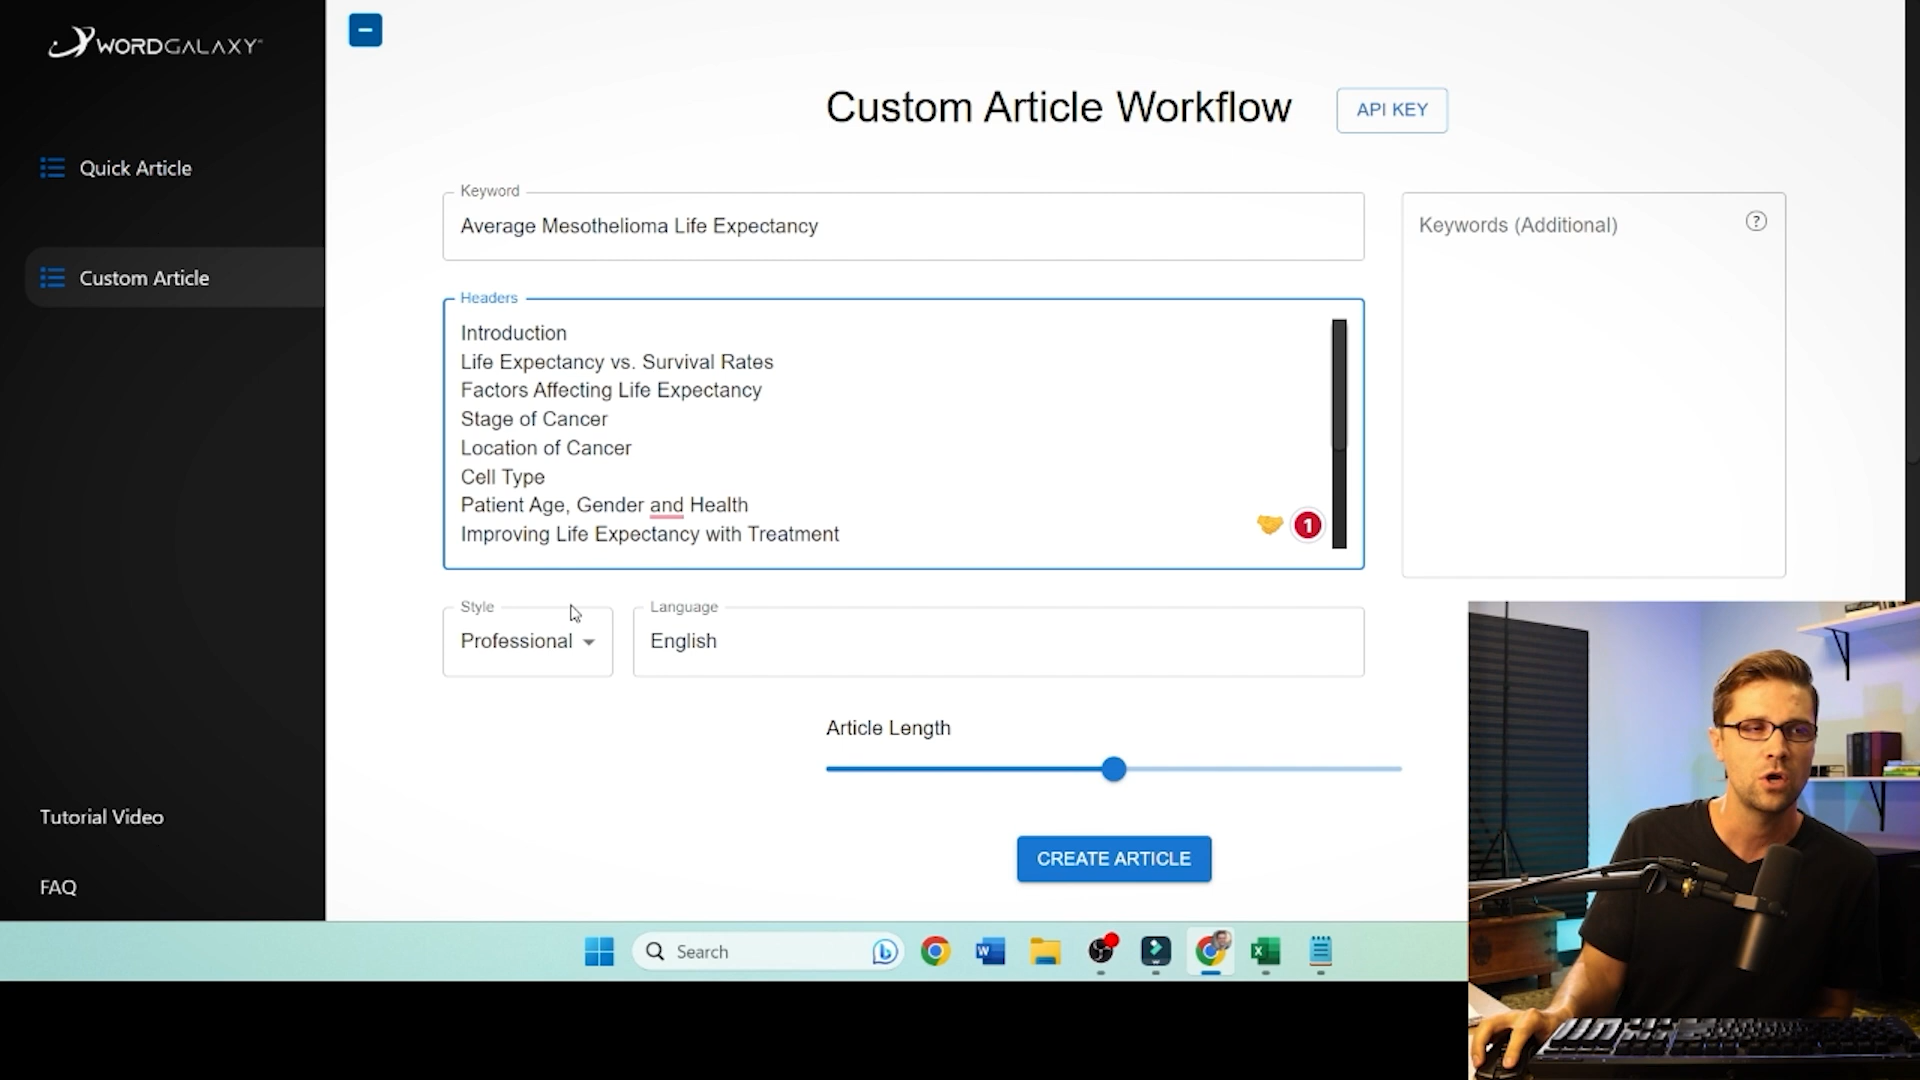 WORDGALAXY
Custom Article Workflow
API KEY
Quick Article
Custom Article
Tutorial Video
FAQ
Keyword
Average Mesothelioma Life Expectancy
Keywords (Additional)
?
Headers
Introduction
Life Expectancy vs. Survival Rates
Factors Affecting Life Expectancy
Stage of Cancer
Location of Cancer
Cell Type
Patient Age, Gender and Health
Improving Life Expectancy with Treatment
1
Style
Professional
Language
English
Article Length
CREATE ARTICLE
Search